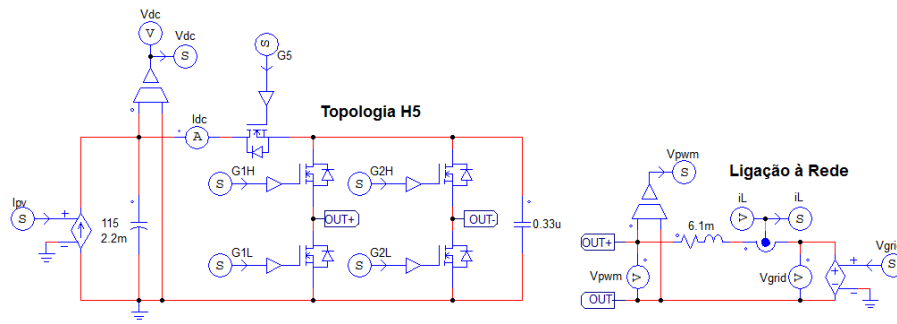 Vdc
V
Vdc
S
S
G5
Topologia H5
Idc
A
G1H
S
G2H
S
Ipv
S
115
2.2m
OUT+
OUT-
0.33u
G1L
S
G2L
S
S
Vpwm
Ligação à Rede
iL
V
iL
S
6.1m
OUT+
Vgrid
S
V
Vpwm
Vgrid
V
OUT